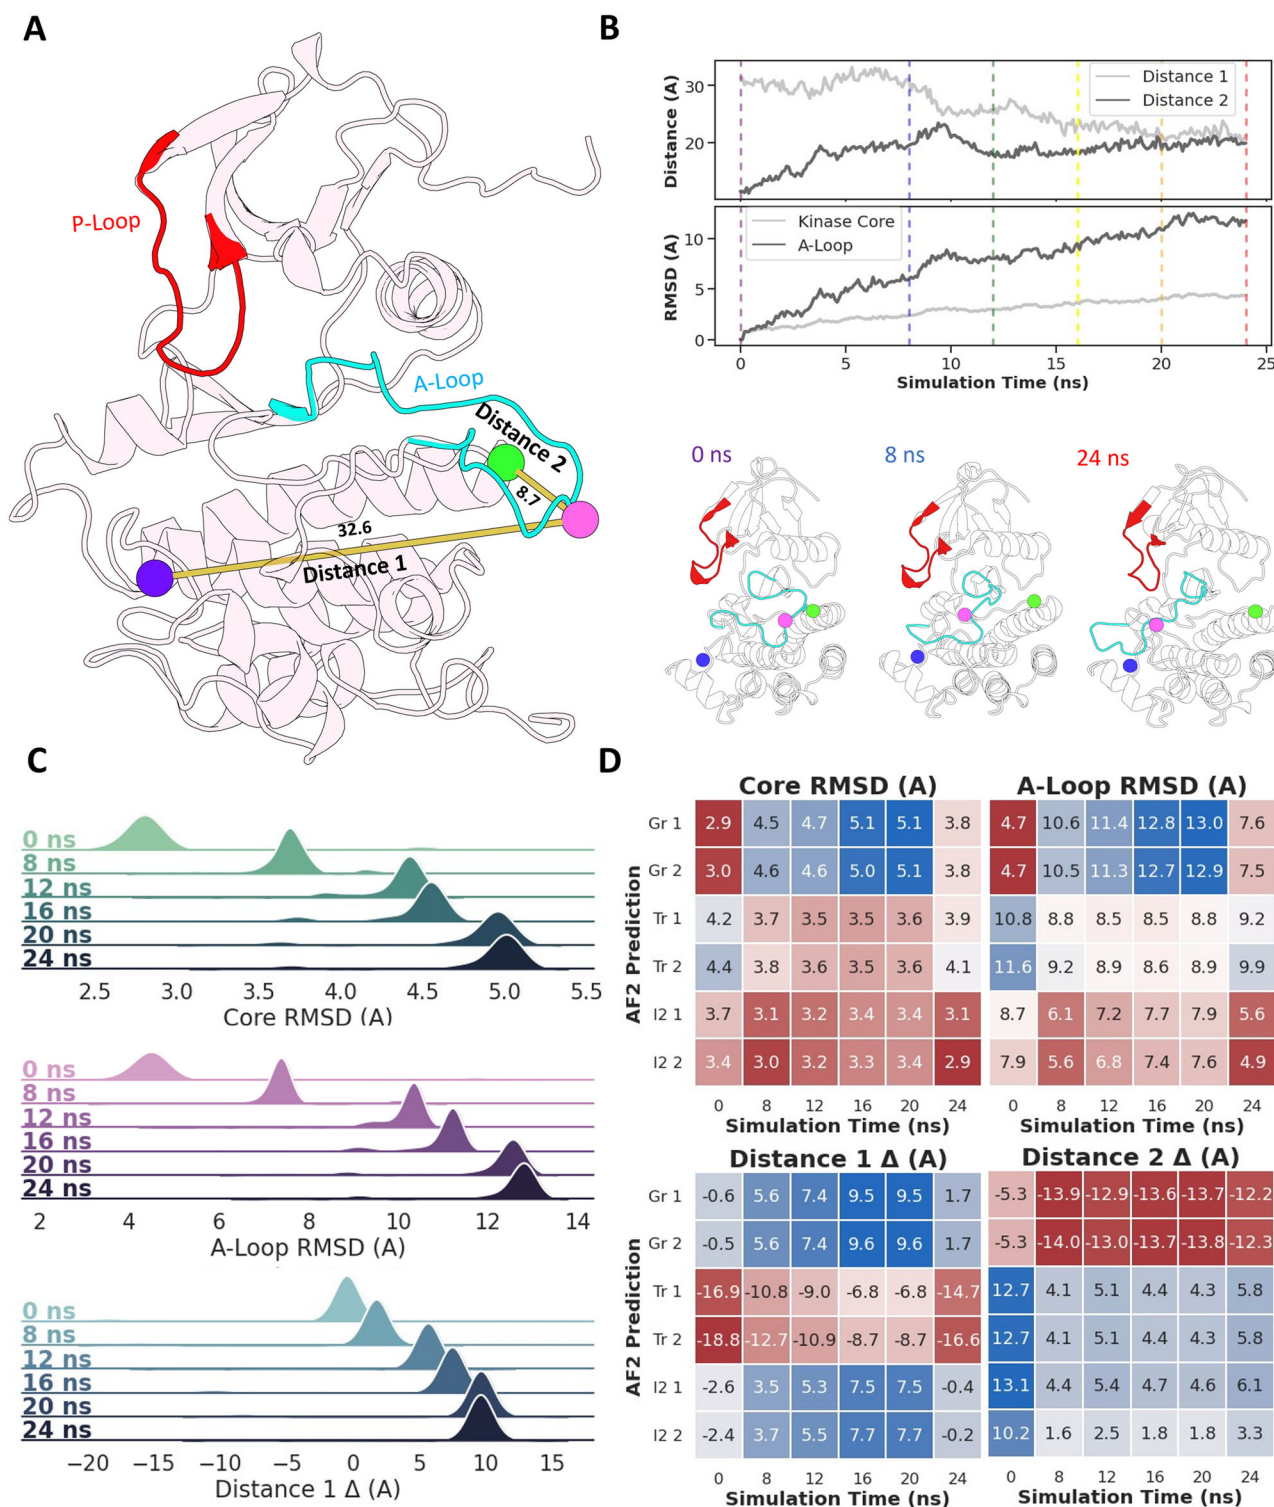 A
P-Loop
A-Loop
Distance 2
8.7
32.6
Distance 1
B
Distance (A)
30
20
Distance 1
Distance 2
RMSD (A)
10
5
0
Kinase Core
A-Loop
0 5 10 15 20 25
Simulation Time (ns)
0 ns 8 ns 24 ns
C
0 ns
8 ns
12 ns
16 ns
20 ns
24 ns
2.5 3.0 3.5 4.0 4.5 5.0 5.5
Core RMSD (A)
0 ns
8 ns
12 ns
16 ns
20 ns
24 ns
2 4 6 8 10 12 14
A-Loop RMSD (A)
0 ns
8 ns
12 ns
16 ns
20 ns
24 ns
−20 −15 −10 −5 0 5 10 15
Distance 1 Δ (A)
D
Core RMSD (A)
AF2 Prediction
Gr 1 2.9 4.5 4.7 5.1 5.1 3.8
Gr 2 3.0 4.6 4.6 5.0 5.1 3.8
Tr 1 4.2 3.7 3.5 3.5 3.6 3.9
Tr 2 4.4 3.8 3.6 3.5 3.6 4.1
I2 1 3.7 3.1 3.2 3.4 3.4 3.1
I2 2 3.4 3.0 3.2 3.3 3.4 2.9
0 8 12 16 20 24
Simulation Time (ns)
A-Loop RMSD (A)
4.7 10.6 11.4 12.8 13.0 7.6
4.7 10.5 11.3 12.7 12.9 7.5
10.8 8.8 8.5 8.5 8.8 9.2
11.6 9.2 8.9 8.6 8.9 9.9
8.7 6.1 7.2 7.7 7.9 5.6
7.9 5.6 6.8 7.4 7.6 4.9
0 8 12 16 20 24
Simulation Time (ns)
Distance 1 Δ (A)
AF2 Prediction
Gr 1 -0.6 5.6 7.4 9.5 9.5 1.7
Gr 2 -0.5 5.6 7.4 9.6 9.6 1.7
Tr 1 -16.9 -10.8 -9.0 -6.8 -6.8 -14.7
Tr 2 -18.8 -12.7 -10.9 -8.7 -8.7 -16.6
I2 1 -2.6 3.5 5.3 7.5 7.5 -0.4
I2 2 -2.4 3.7 5.5 7.7 7.7 -0.2
0 8 12 16 20 24
Simulation Time (ns)
Distance 2 Δ (A)
-5.3 -13.9 -12.9 -13.6 -13.7 -12.2
-5.3 -14.0 -13.0 -13.7 -13.8 -12.3
12.7 4.1 5.1 4.4 4.3 5.8
12.7 4.1 5.1 4.4 4.3 5.8
13.1 4.4 5.4 4.7 4.6 6.1
10.2 1.6 2.5 1.8 1.8 3.3
0 8 12 16 20 24
Simulation Time (ns)